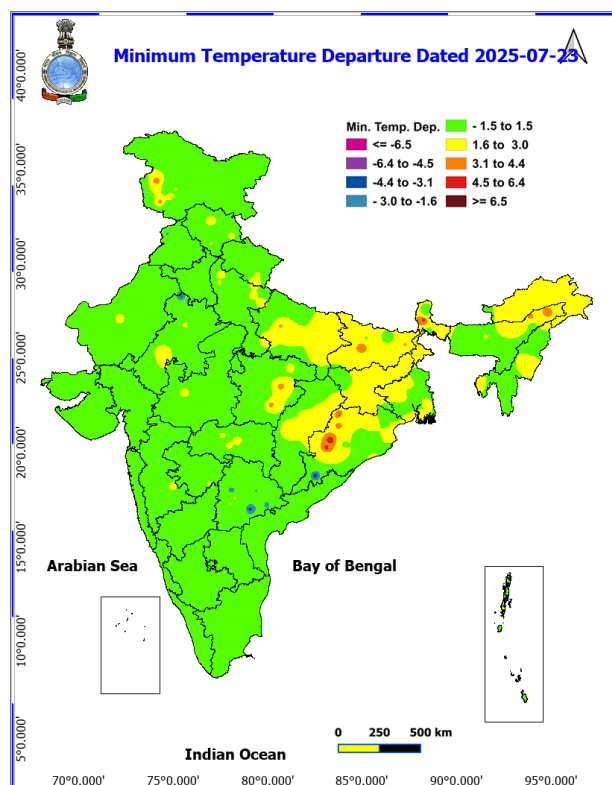 Minimum Temperature Departure Dated 2025-07-23
Min. Temp. Dep.
<= -6.5
-6.4 to -4.5
-4.4 to -3.1
- 3.0 to -1.6
- 1.5 to 1.5
1.6 to 3.0
3.1 to 4.4
4.5 to 6.4
>= 6.5
40°0.000'
35°0.000'
30°0.000'
25°0.000'
20°0.000'
15°0.000'
10°0.000'
5°0.000'
Arabian Sea
Bay of Bengal
0 250 500 km
Indian Ocean
70°0.000' 75°0.000' 80°0.000' 85°0.000' 90°0.000' 95°0.000'